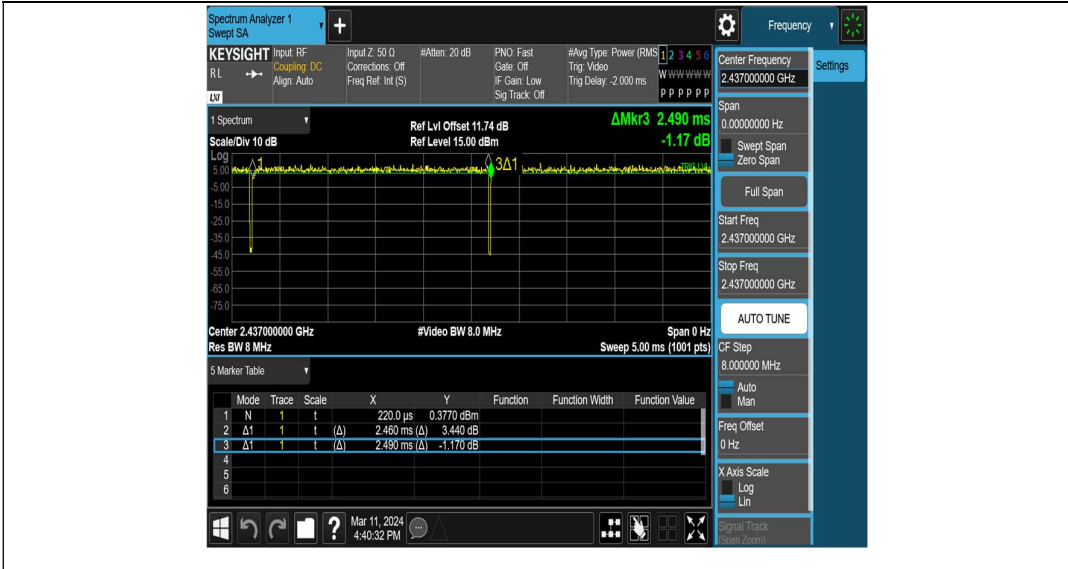 Spectrum Analyzer 1
Swept SA
Frequency
KEYSIGHT
RL
LXI
Input: RF
Coupling: DC
Align: Auto
Input Z: 50 Ω
Corrections: Off
Freq Ref: Int (S)
#Atten: 20 dB
PNO: Fast
Gate: Off
IF Gain: Low
Sig Track: Off
#Avg Type: Power (RMS
Trig: Video
Trig Delay: -2.000 ms
1 2 3 4 5 6
W W W W W W
P P P P P P
1 Spectrum
Scale/Div 10 dB
Ref Lvl Offset 11.74 dB
Ref Level 15.00 dBm
ΔMkr3 2.490 ms
-1.17 dB
Log
1
3Δ1
TRIG LVL
5.00
-5.00
-15.0
-25.0
-35.0
-45.0
-55.0
-65.0
-75.0
Center 2.437000000 GHz
#Video BW 8.0 MHz
Span 0 Hz
Res BW 8 MHz
Sweep 5.00 ms (1001 pts)
5 Marker Table
Mode Trace Scale X Y Function Function Width Function Value
1 N 1 t 220.0 µs 0.3770 dBm
2 Δ1 1 t (Δ) 2.460 ms (Δ) 3.440 dB
3 Δ1 1 t (Δ) 2.490 ms (Δ) -1.170 dB
4
5
6
Mar 11, 2024
4:40:32 PM
Center Frequency
2.437000000 GHz
Settings
Span
0.00000000 Hz
Swept Span
Zero Span
Full Span
Start Freq
2.437000000 GHz
Stop Freq
2.437000000 GHz
AUTO TUNE
CF Step
8.000000 MHz
Auto
Man
Freq Offset
0 Hz
X Axis Scale
Log
Lin
Signal Track
(Span Zoom)